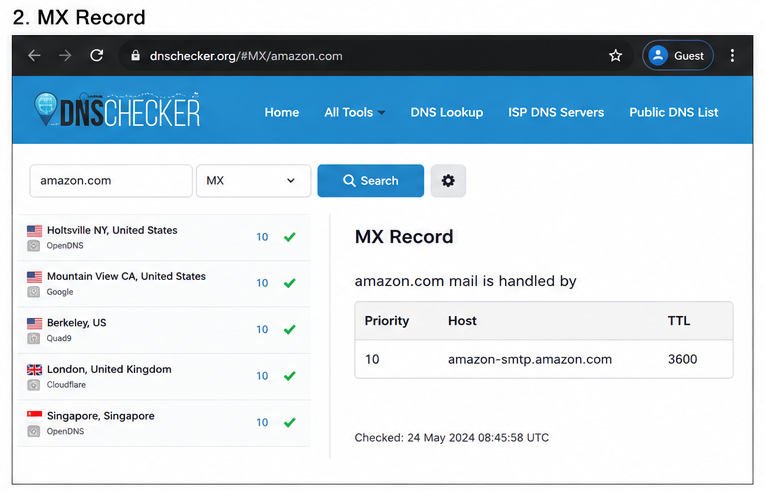 2. MX Record
dnschecker.org/#MX/amazon.com
Guest
DNSCHECKER
Home
All Tools
DNS Lookup
ISP DNS Servers
Public DNS List
amazon.com
MX
Search
Holtsville NY, United States
OpenDNS
10
Mountain View CA, United States
Google
10
Berkeley, US
Quad9
10
London, United Kingdom
Cloudflare
10
Singapore, Singapore
OpenDNS
10
MX Record
amazon.com mail is handled by
Priority Host TTL
10 amazon-smtp.amazon.com 3600
Checked: 24 May 2024 08:45:58 UTC